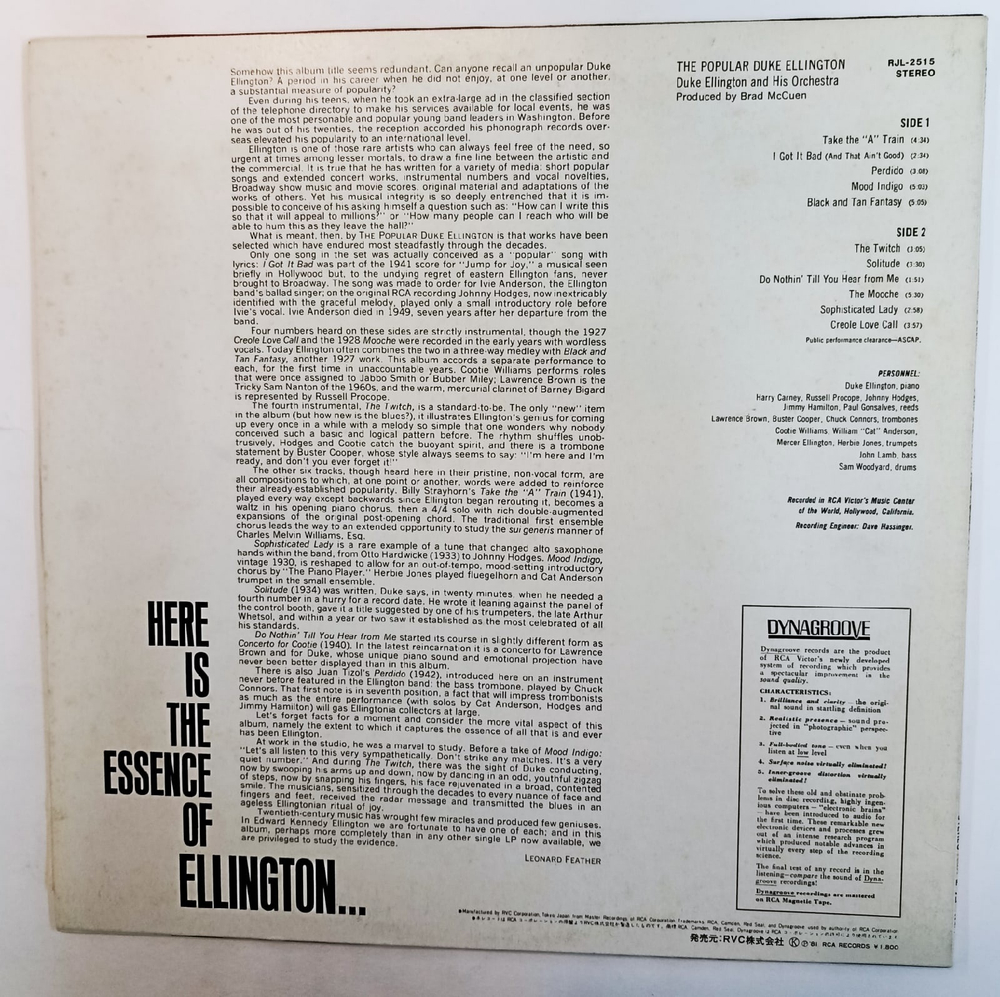 Somehow this album title seems redundant. Can anyone recall an unpopular Duke
Ellington? A period in his career when he did not enjoy, at one level or another,
a substantial measure of popularity?
Even during his teens, when he took an extra-large ad in the classified section
of the telephone directory to make his services available for local events, he was
one of the most personable and popular young band leaders in Washington. Before
he was out of his twenties, the reception accorded his phonograph records over-
seas elevated his popularity to an international level.
Ellington is one of those rare artists who can always feel free of the need, so
urgent at times among lesser mortals, to draw a fine line between the artistic and
the commercial. It is true that he has written for a variety of media: short popular
songs and extended concert works, instrumental numbers and vocal novelties,
Broadway show music and movie scores, original material and adaptations of the
works of others. Yet his musical integrity is so deeply entrenched that it is im-
possible to conceive of his asking himself a question such as: "How can I write this
so that it will appeal to millions?" or "How many people can I reach who will be
able to hum this as they leave the hall?"
What is meant, then, by THE POPULAR DUKE ELLINGTON is that works have been
selected which have endured most steadfastly through the decades.
Only one song in the set was actually conceived as a "popular" song with
lyrics: I Got It Bad was part of the 1941 score for "Jump for Joy," a musical seen
briefly in Hollywood but, to the undying regret of eastern Ellington fans, never
brought to Broadway. The song was made to order for Ivie Anderson, the Ellington
band's ballad singer; on the original RCA recording Johnny Hodges, now inextricably
identified with the graceful melody, played only a small introductory role before
Ivie's vocal. Ivie Anderson died in 1949, seven years after her departure from the
band.
Four numbers heard on these sides are strictly instrumental, though the 1927
Creole Love Call and the 1928 Mooche were recorded in the early years with wordless
vocals. Today Ellington often combines the two in a three-way medley with Black and
Tan Fantasy, another 1927 work. This album accords a separate performance to
each, for the first time in unaccountable years. Cootie Williams performs roles
that were once assigned to Jaboo Smith or Bubber Miley; Lawrence Brown is the
Tricky Sam Nanton of the 1960s, and the warm, mercurial clarinet of Barney Bigard
is represented by Russell Procope.
The fourth instrumental, The Twitch, is a standard-to-be. The only "new" item
in the album (but how new is the blues?), it illustrates Ellington's genius for coming
up every once in a while with a melody so simple that one wonders why nobody
conceived such a basic and logical pattern before. The rhythm shuffles unob-
trusively, Hodges and Cootie catch the buoyant spirit, and there is a trombone
statement by Buster Cooper, whose style always seems to say: "I'm here and I'm
ready, and don't you ever forget it!"
The other six tracks, though heard here in their pristine, non-vocal form, are
all compositions to which, at one point or another, words were added to reinforce
their already-established popularity. Billy Strayhorn's Take the "A" Train (1941),
played every way except backwards since Ellington began rerouting it, becomes a
waltz in his opening piano chorus, then a 4/4 solo with rich double-augmented
expansions of the original post-opening chord. The traditional first ensemble
chorus leads the way to an extended opportunity to study the sui generis manner of
Charles Melvin Williams, Esq.
Sophisticated Lady is a rare example of a tune that changed alto saxophone
hands within the band, from Otto Hardwicke (1933) to Johnny Hodges. Mood Indigo,
vintage 1930, is reshaped to allow for an out-of-tempo, mood-setting introductory
chorus by "The Piano Player." Herbie Jones played fluegelhorn and Cat Anderson
trumpet in the small ensemble.
Solitude (1934) was written, Duke says, in twenty minutes, when he needed a
fourth number in a hurry for a record date. He wrote it leaning against the panel of
the control booth, gave it a title suggested by one of his trumpeters, the late Arthur
Whetsol, and within a year or two saw it established as the most celebrated of all
his standards.
Do Nothin' Till You Hear from Me started its course in slightly different form as
Concerto for Cootie (1940). In the latest reincarnation it is a concerto for Lawrence
Brown and for Duke, whose unique piano sound and emotional projection have
never been better displayed than in this album.
There is also Juan Tizol's Perdido (1942), introduced here on an instrument
never before featured in the Ellington band: the bass trombone, played by Chuck
Connors. That first note is in seventh position, a fact that will impress trombonists
as much as the entire performance (with solos by Cat Anderson, Hodges and
Jimmy Hamilton) will gas Ellingtonia collectors at large.
Let's forget facts for a moment and consider the more vital aspect of this
album, namely the extent to which it captures the essence of all that is and ever
has been Ellington.
At work in the studio, he was a marvel to study. Before a take of Mood Indigo:
"Let's all listen to this very sympathetically. Don't strike any matches. It's a very
quiet number." And during The Twitch, there was the sight of Duke conducting,
now by swooping his arms up and down, now by dancing in an odd, youthful zigzag
of steps, now by snapping his fingers, his face rejuvenated in a broad, contented
smile. The musicians, sensitized through the decades to every nuance of face and
fingers and feet, received the radar message and transmitted the blues in an
ageless Ellingtonian ritual of joy.
Twentieth-century music has wrought few miracles and produced few geniuses.
In Edward Kennedy Ellington we are fortunate to have one of each; and in this
album, perhaps more completely than in any other single LP now available, we
are privileged to study the evidence.
LEONARD FEATHER
HERE
IS
THE
ESSENCE
OF
ELLINGTON...
THE POPULAR DUKE ELLINGTON
Duke Ellington and His Orchestra
Produced by Brad McCuen
RJL-2515
STEREO
SIDE 1
Take the "A" Train (4:34)
I Got It Bad (And That Ain't Good) (2:34)
Perdido (3:08)
Mood Indigo (5:03)
Black and Tan Fantasy (5:05)
SIDE 2
The Twitch (3:05)
Solitude (3:30)
Do Nothin' Till You Hear from Me (1:51)
The Mooche (5:30)
Sophisticated Lady (2:58)
Creole Love Call (3:57)
Public performance clearance—ASCAP.
PERSONNEL:
Duke Ellington, piano
Harry Carney, Russell Procope, Johnny Hodges,
Jimmy Hamilton, Paul Gonsalves, reeds
Lawrence Brown, Buster Cooper, Chuck Connors, trombones
Cootie Williams, William "Cat" Anderson,
Mercer Ellington, Herbie Jones, trumpets
John Lamb, bass
Sam Woodyard, drums
Recorded in RCA Victor's Music Center
of the World, Hollywood, California.
Recording Engineer: Dave Hassinger.
DYNAGROOVE
Dynagroove records are the product
of RCA Victor's newly developed
system of recording which provides
a spectacular improvement in the
sound quality.
CHARACTERISTICS:
1. Brilliance and clarity — the origi-
nal sound in startling definition
2. Realistic presence — sound pro-
jected in "photographic" perspec-
tive
3. Full-bodied tone — even when you
listen at low level
4. Surface noise virtually eliminated!
5. Inner-groove distortion virtually
eliminated!
To solve these old and obstinate prob-
lems in disc recording, highly ingen-
ious computers — "electronic brains"
— have been introduced to audio for
the first time. These remarkable new
electronic devices and processes grew
out of an intense research program
which produced notable advances in
virtually every step of the recording
science.
The final test of any record is in the
listening—compare the sound of Dyna-
groove recordings!
Dynagroove recordings are mastered
on RCA Magnetic Tape.
Manufactured by RVC Corporation, Tokyo, Japan from Master Recordings of RCA Corporation. Trademarks, RCA, Camden, Red Seal, and Dynagroove used by authority of RCA Corporation
発売元:RVC株式会社 Ⓚ Ⓟ '81 RCA RECORDS ¥1,800